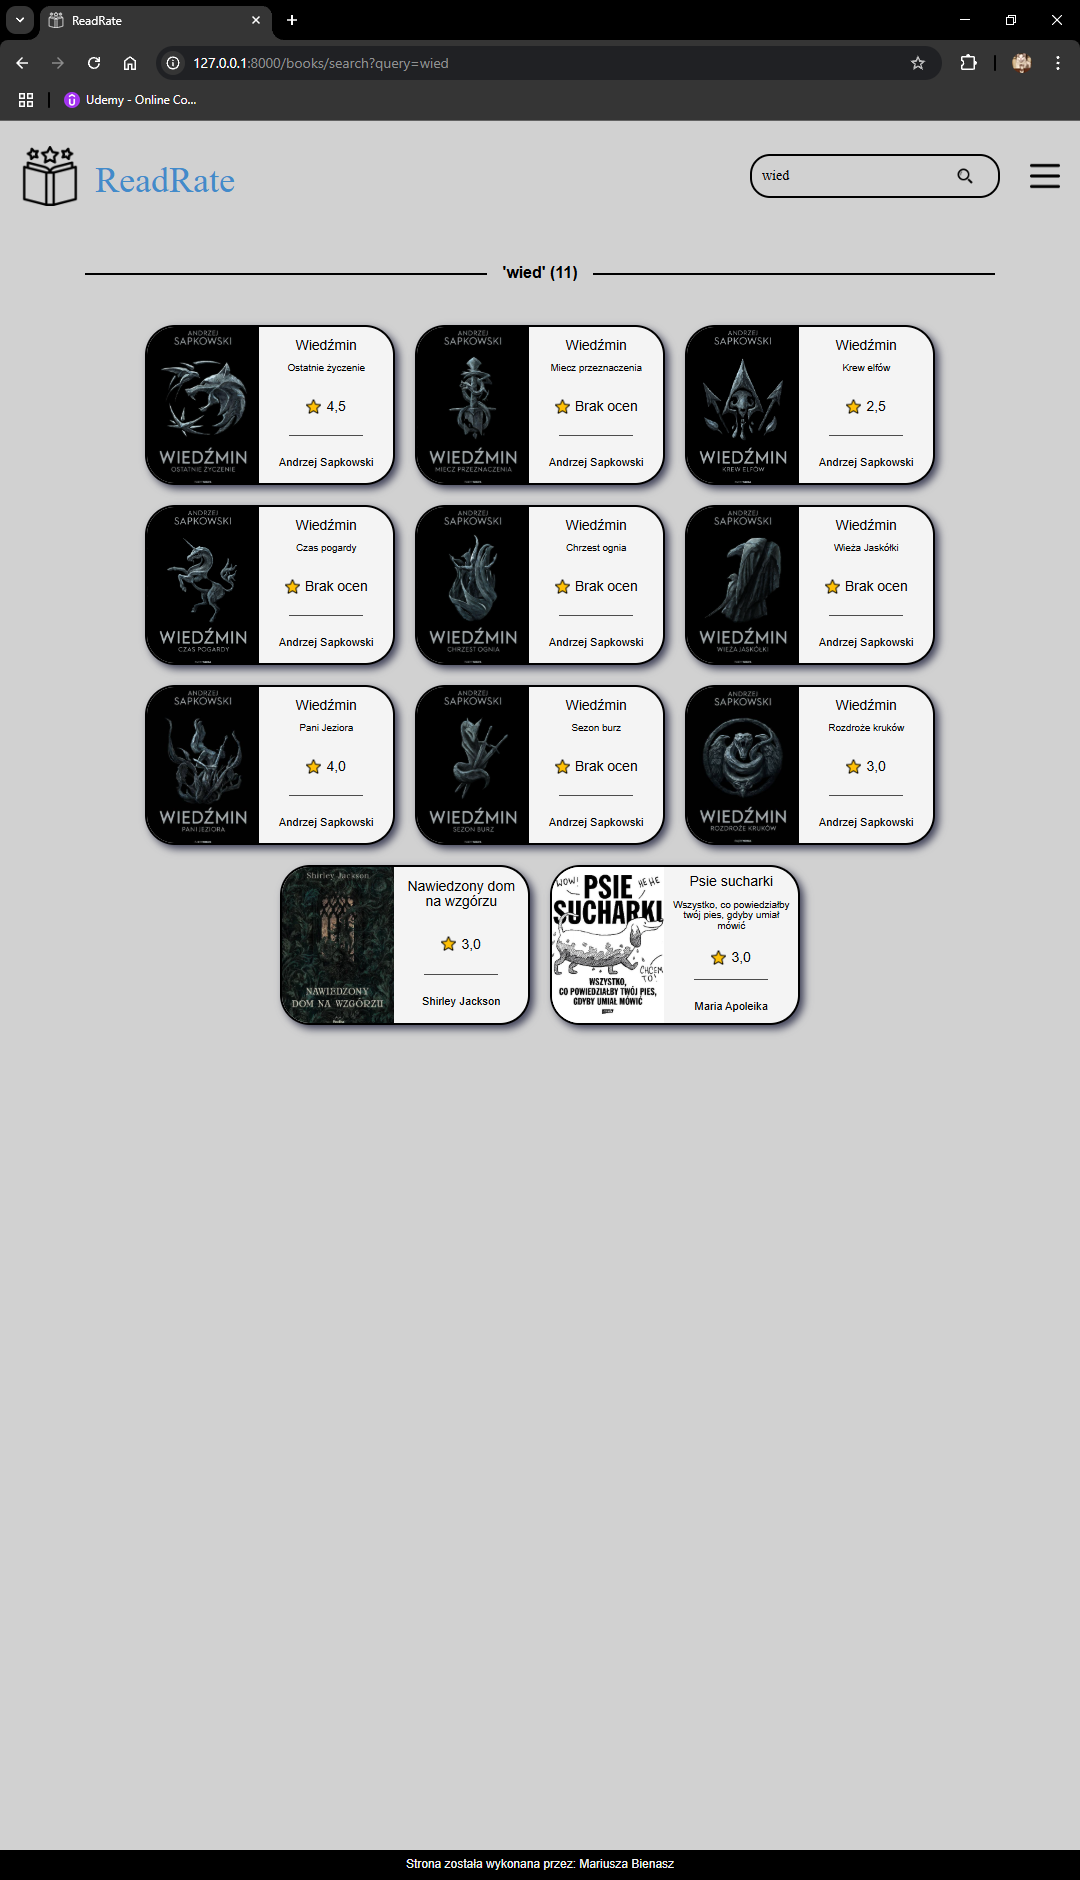 ReadRate
127.0.0.1:8000/books/search?query=wied
Udemy - Online Co...
ReadRate
wied
'wied' (11)
ANDRZEJ
SAPKOWSKI
WIEDŹMIN
OSTATNIE ŻYCZENIE
Wiedźmin
Ostatnie życzenie
4,5
Andrzej Sapkowski
ANDRZEJ
SAPKOWSKI
WIEDŹMIN
MIECZ PRZEZNACZENIA
Wiedźmin
Miecz przeznaczenia
Brak ocen
Andrzej Sapkowski
ANDRZEJ
SAPKOWSKI
WIEDŹMIN
KREW ELFÓW
Wiedźmin
Krew elfów
2,5
Andrzej Sapkowski
ANDRZEJ
SAPKOWSKI
WIEDŹMIN
CZAS POGARDY
Wiedźmin
Czas pogardy
Brak ocen
Andrzej Sapkowski
ANDRZEJ
SAPKOWSKI
WIEDŹMIN
CHRZEST OGNIA
Wiedźmin
Chrzest ognia
Brak ocen
Andrzej Sapkowski
ANDRZEJ
SAPKOWSKI
WIEDŹMIN
WIEŻA JASKÓŁKI
Wiedźmin
Wieża Jaskółki
Brak ocen
Andrzej Sapkowski
ANDRZEJ
SAPKOWSKI
WIEDŹMIN
PANI JEZIORA
Wiedźmin
Pani Jeziora
4,0
Andrzej Sapkowski
ANDRZEJ
SAPKOWSKI
WIEDŹMIN
SEZON BURZ
Wiedźmin
Sezon burz
Brak ocen
Andrzej Sapkowski
ANDRZEJ
SAPKOWSKI
WIEDŹMIN
ROZDROŻE KRUKÓW
Wiedźmin
Rozdroże kruków
3,0
Andrzej Sapkowski
Shirley Jackson
NAWIEDZONY
DOM NA WZGÓRZU
Nawiedzony dom
na wzgórzu
3,0
Shirley Jackson
WOW!
HE HE
PSIE
SUCHARKI
CHCEM
TO!
WSZYSTKO,
CO POWIEDZIAŁBY TWÓJ PIES,
GDYBY UMIAŁ MÓWIĆ
Psie sucharki
Wszystko, co powiedziałby
twój pies, gdyby umiał
mówić
3,0
Maria Apoleika
Strona została wykonana przez: Mariusza Bienasz